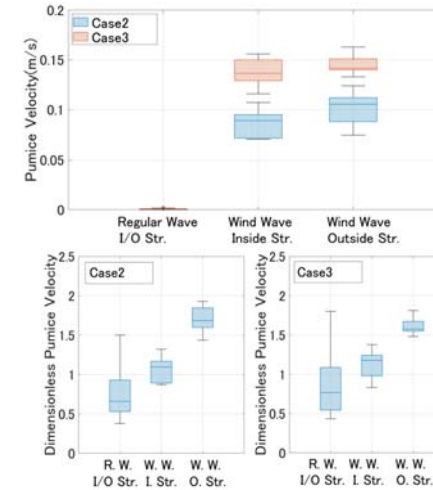 0.2
Case2
Case3
0.15
0.1
0.05
0
Pumice Velocity(m/s)
Regular Wave Wind Wave Wind Wave
I/O Str. Inside Str. Outside Str.
2.5
2
1.5
1
0.5
0
Dimensionless Pumice Velocity
Case2
R. W. W. W. W. W.
I/O Str. I. Str. O. Str.
2.5
2
1.5
1
0.5
0
Dimensionless Pumice Velocity
Case3
R. W. W. W. W. W.
I/O Str. I. Str. O. Str.